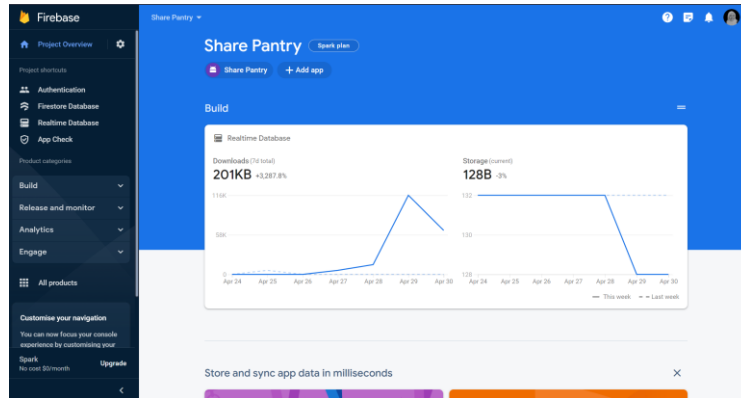 Firebase
Share Pantry
Project Overview
Project shortcuts
Authentication
Firestore Database
Realtime Database
App Check
Product categories
Build
Release and monitor
Analytics
Engage
All products
Customise your navigation
You can now focus your console
experience by customising your
Spark
No cost $0/month
Upgrade
Share Pantry
Spark plan
Share Pantry
+ Add app
Build
Realtime Database
Downloads (7d total)
201KB +3,287.8%
116K
58K
0
Apr 24 Apr 25 Apr 26 Apr 27 Apr 28 Apr 29 Apr 30
Storage (current)
128B -3%
132
130
128
Apr 24 Apr 25 Apr 26 Apr 27 Apr 28 Apr 29 Apr 30
This week Last week
Store and sync app data in milliseconds